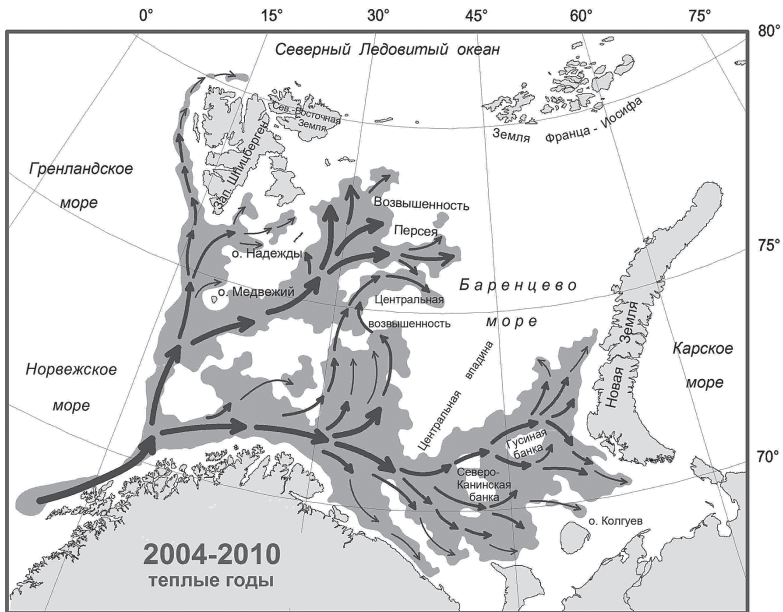 0° 15° 30° 45° 60° 75°
80°
Северный Ледовитый океан
Сев.-Восточная
Земля
Земля Франца - Иосифа
Гренландское
море
Зап. Шпицберген
Возвышенность
Персея
75°
о. Надежды
о. Медвежий
Центральная
возвышенность
Баренцево
море
Новая Земля
Карское
море
Норвежское
море
Центральная впадина
Гусиная
банка
70°
Северо-
Канинская
банка
о. Колгуев
2004-2010
теплые годы